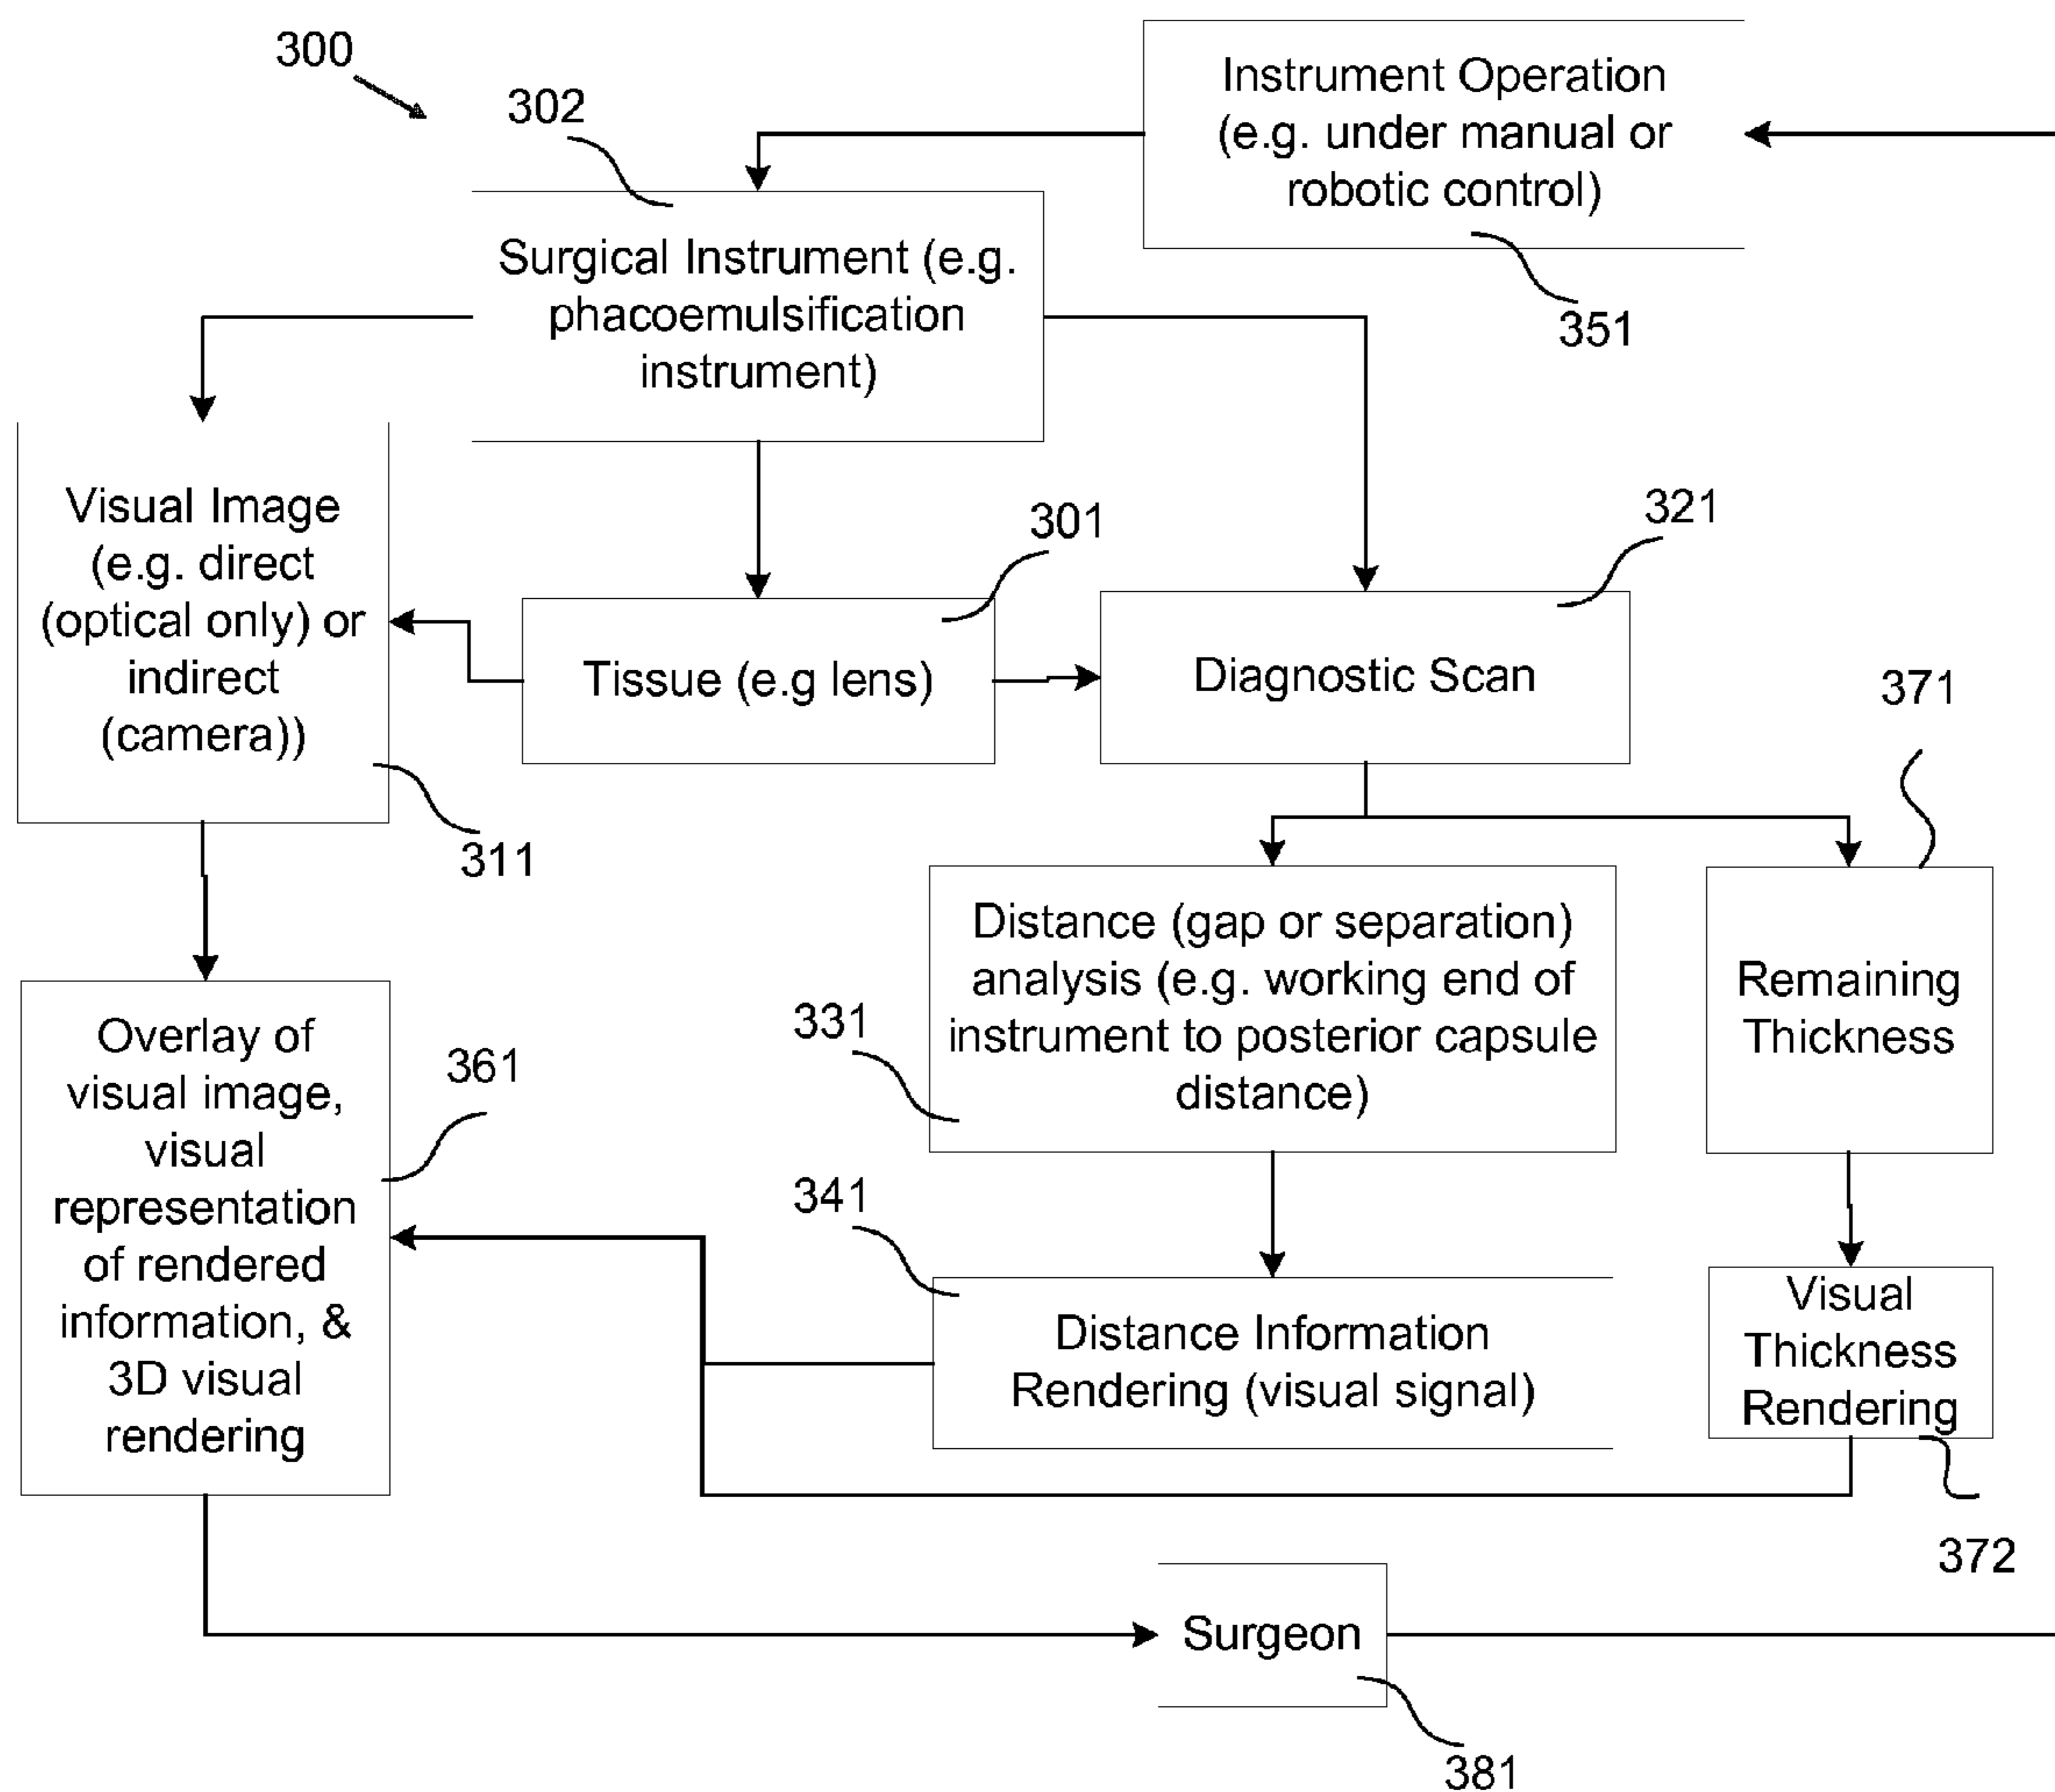 300
302
Instrument Operation
(e.g. under manual or
robotic control)
351
Surgical Instrument (e.g.
phacoemulsification
instrument)
Visual Image
(e.g. direct
(optical only) or
indirect
(camera))
311
301
Tissue (e.g lens)
321
Diagnostic Scan
371
Distance (gap or separation)
analysis (e.g. working end of
instrument to posterior capsule
distance)
331
Remaining
Thickness
Overlay of
visual image,
visual
representation
of rendered
information, &
3D visual
rendering
361
341
Distance Information
Rendering (visual signal)
Visual
Thickness
Rendering
372
Surgeon
381